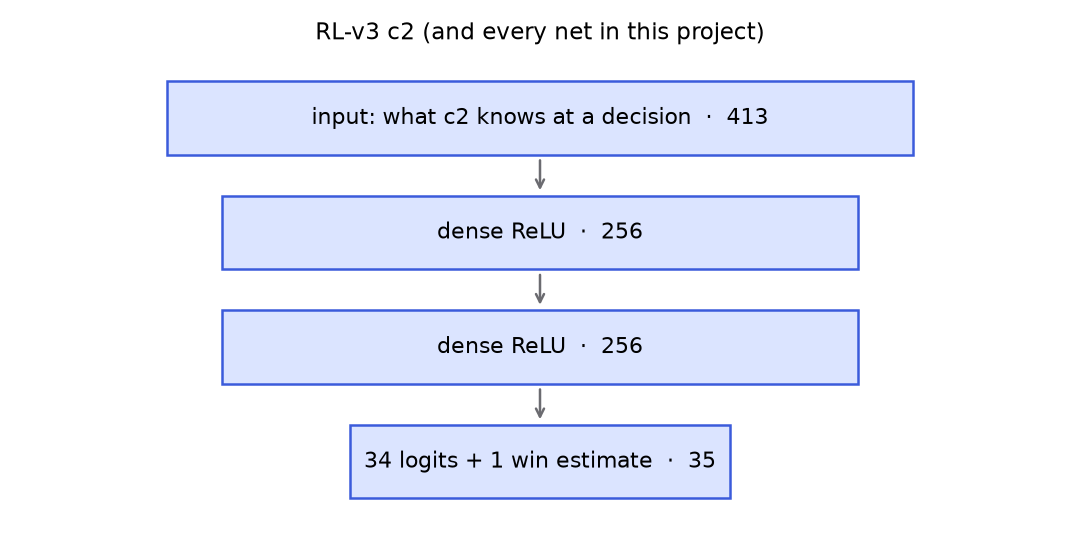 RL-v3 c2 (and every net in this project)
input: what c2 knows at a decision · 413
dense ReLU · 256
dense ReLU · 256
34 logits + 1 win estimate · 35